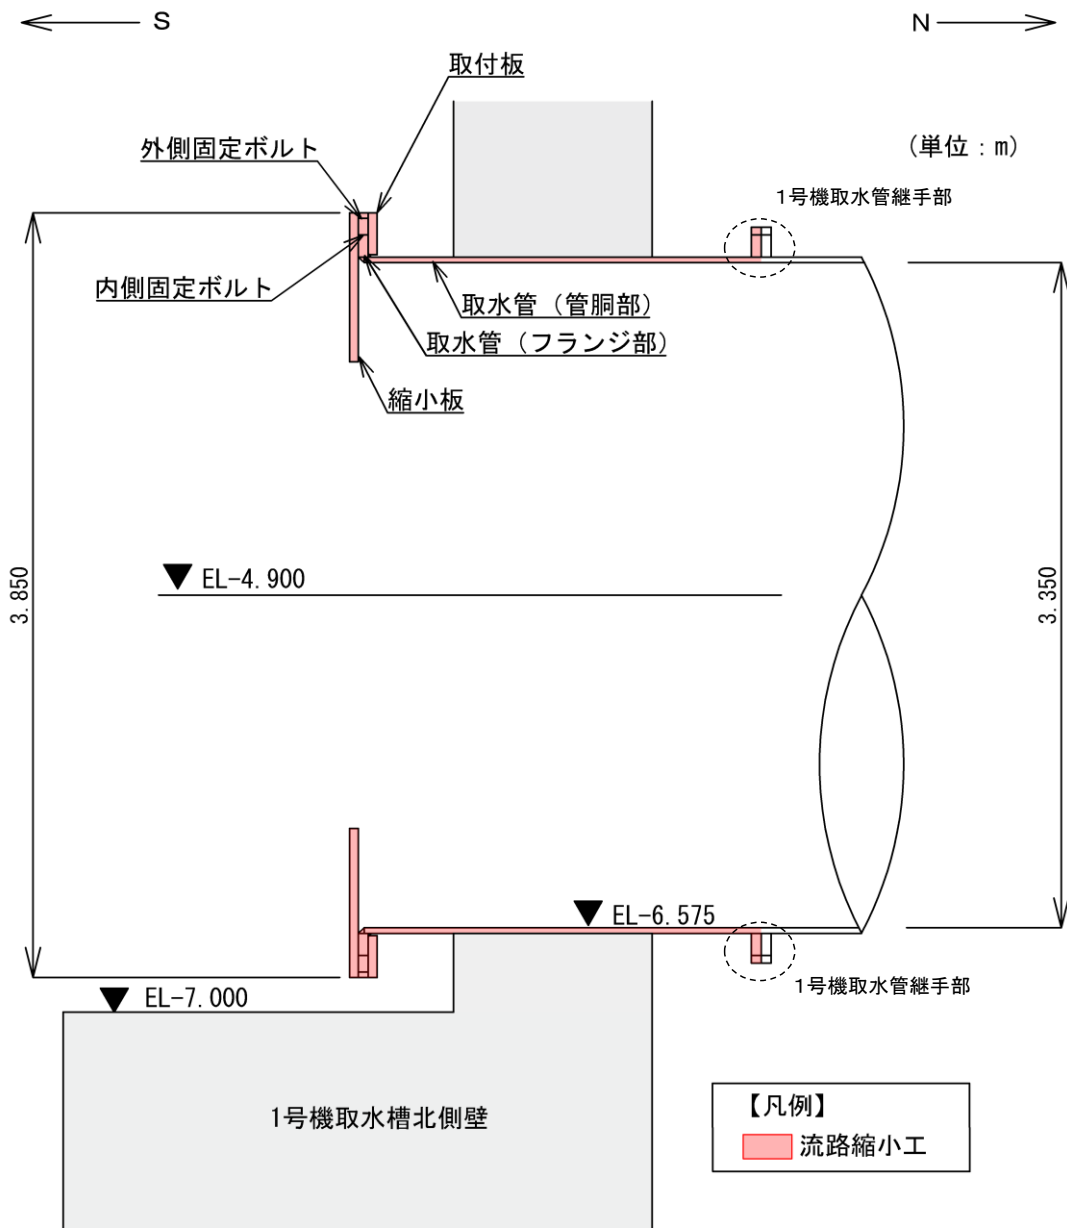 S
N
取付板
外側固定ボルト
(単位：m)
1号機取水管継手部
内側固定ボルト
取水管（管胴部）
取水管（フランジ部）
縮小板
EL-4.900
3.850
3.350
EL-6.575
EL-7.000
1号機取水管継手部
1号機取水槽北側壁
【凡例】
流路縮小工